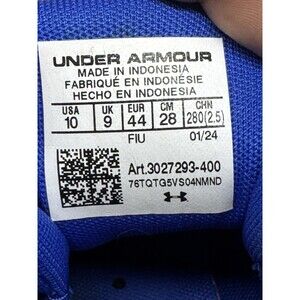 UNDER ARMOUR
MADE IN INDONESIA
FABRIQUÉ EN INDONÉSIE
HECHO EN INDONESIA
USA UK EUR CM CHN
10 9 44 28 280(2.5)
FIU 01/24
Art.3027293-400
76TQTG5VS04NMND